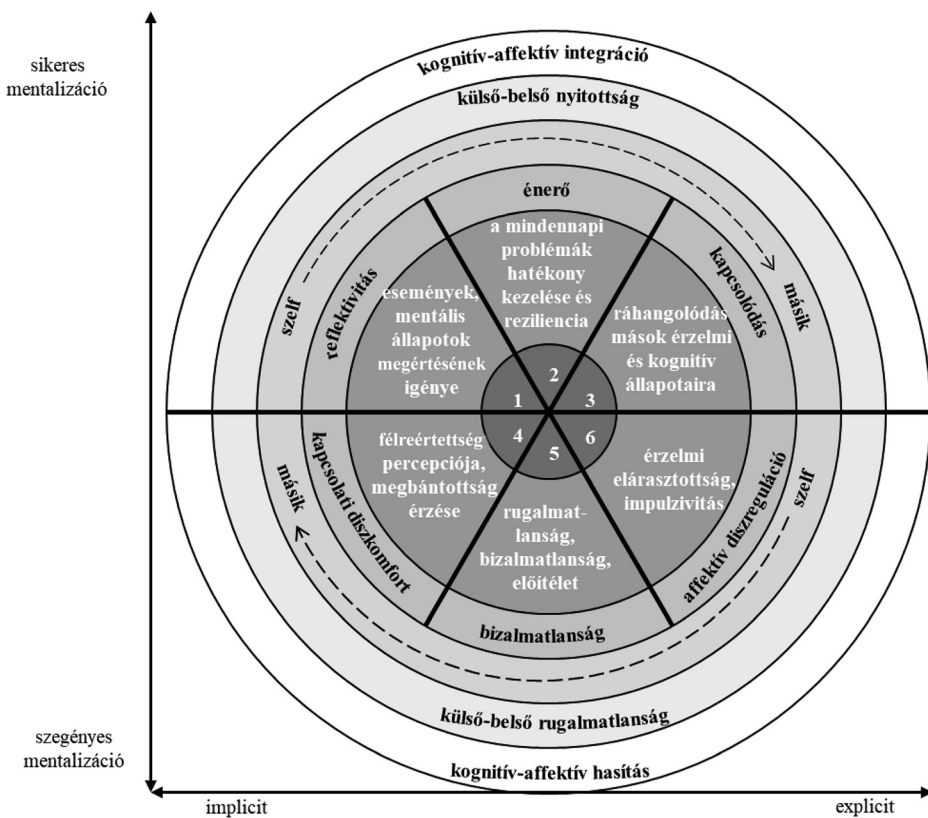 sikeres
mentalizáció
kognitív-affektív integráció
külső-belső nyitottság
szelf
másik
énerő
reflektivitás
kapcsolódás
a mindennapi
problémák
hatékony
kezelése és
reziliencia
események,
mentális
állapotok
megértésének
igénye
ráhangolódás
mások érzelmi
és kognitív
állapotaira
1
2
3
4
5
6
félreértettség
percepciója,
megbántottság
érzése
rugalmat-
lanság,
bizalmatlanság,
előítélet
érzelmi
elárasztottság,
impulzivitás
kapcsolati diszkomfort
bizalmatlanság
affektív diszreguláció
másik
szelf
külső-belső rugalmatlanság
kognitív-affektív hasítás
szegényes
mentalizáció
implicit
explicit